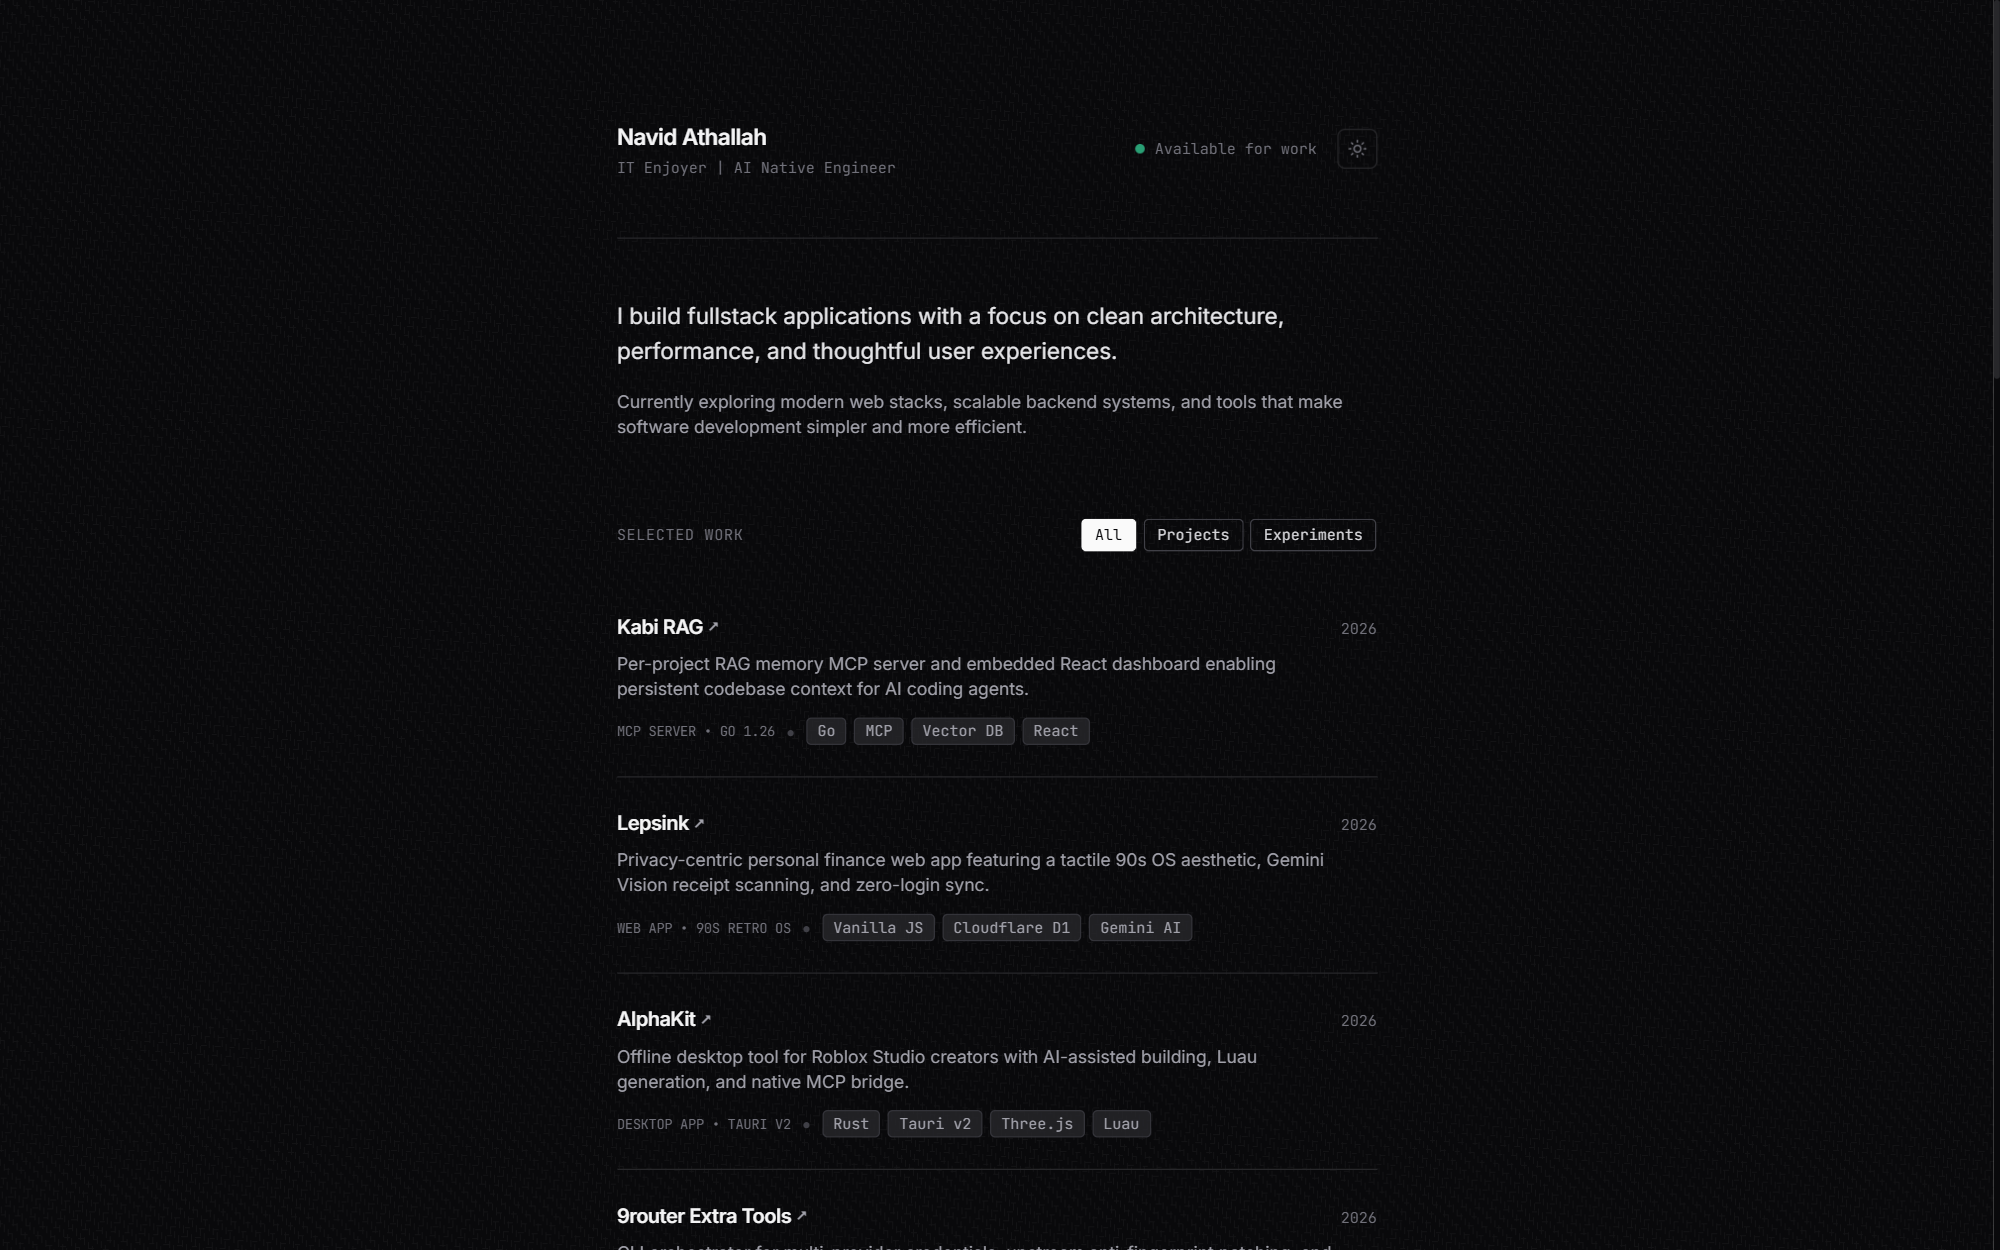 Navid Athallah
IT Enjoyer | AI Native Engineer
Available for work
I build fullstack applications with a focus on clean architecture,
performance, and thoughtful user experiences.
Currently exploring modern web stacks, scalable backend systems, and tools that make
software development simpler and more efficient.
SELECTED WORK
All Projects Experiments
Kabi RAG ↗ 2026
Per-project RAG memory MCP server and embedded React dashboard enabling
persistent codebase context for AI coding agents.
MCP SERVER • GO 1.26 • Go MCP Vector DB React
Lepsink ↗ 2026
Privacy-centric personal finance web app featuring a tactile 90s OS aesthetic, Gemini
Vision receipt scanning, and zero-login sync.
WEB APP • 90S RETRO OS • Vanilla JS Cloudflare D1 Gemini AI
AlphaKit ↗ 2026
Offline desktop tool for Roblox Studio creators with AI-assisted building, Luau
generation, and native MCP bridge.
DESKTOP APP • TAURI V2 • Rust Tauri v2 Three.js Luau
9router Extra Tools ↗ 2026